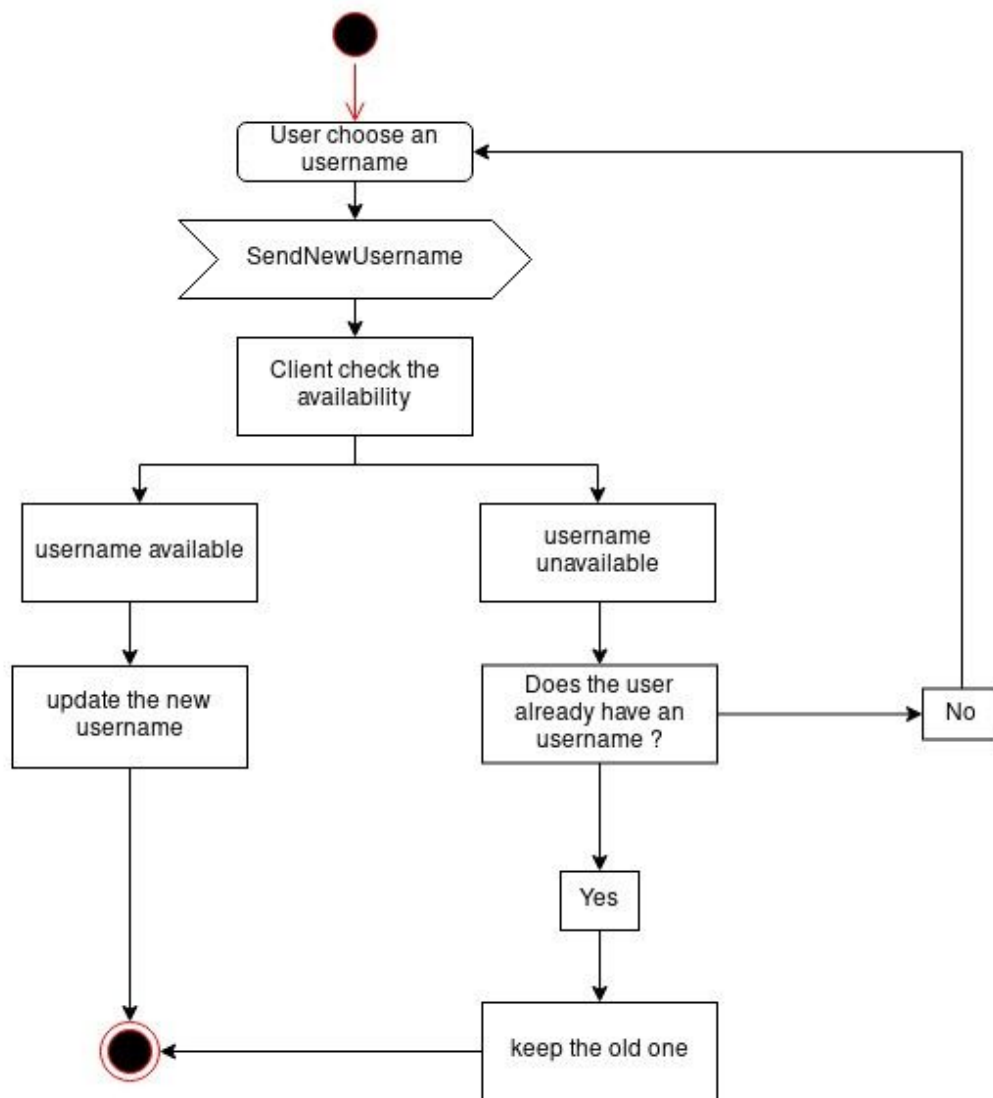 User choose an
username
SendNewUsername
Client check the
availability
username available
username
unavailable
update the new
username
Does the user
already have an
username ?
No
Yes
keep the old one